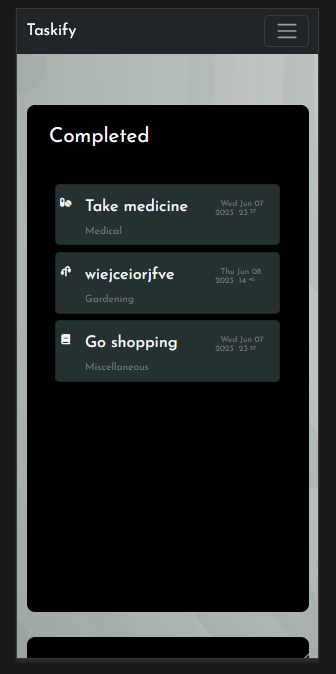 Taskify
Completed
Take medicine
Wed Jun 07
2023 23 57
Medical
wiejceiorjfve
Thu Jun 08
2023 14 46
Gardening
Go shopping
Wed Jun 07
2023 23 57
Miscellaneous